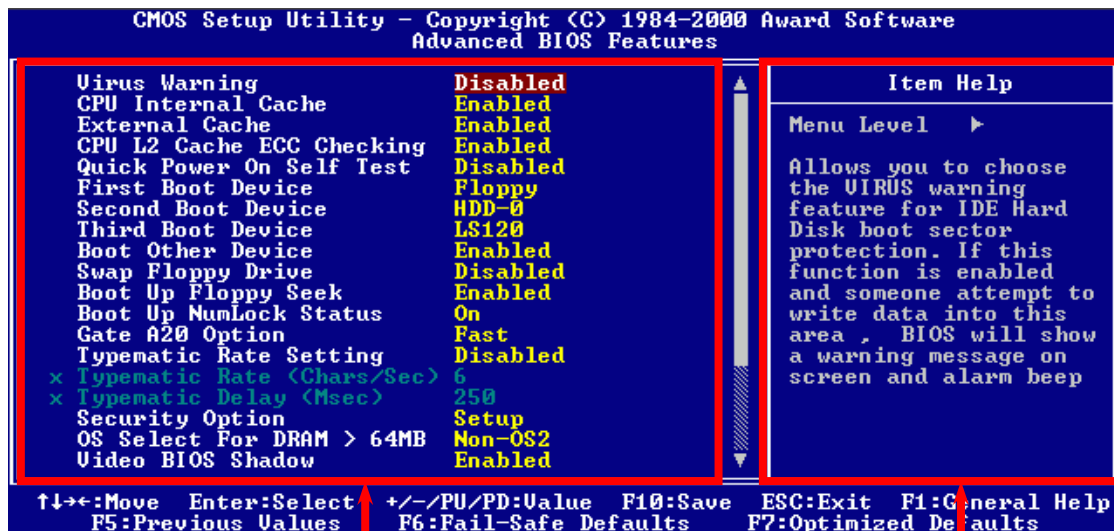 CMOS Setup Utility - Copyright (C) 1984-2000 Award Software
Advanced BIOS Features
Virus Warning Disabled
CPU Internal Cache Enabled
External Cache Enabled
CPU L2 Cache ECC Checking Enabled
Quick Power On Self Test Disabled
First Boot Device Floppy
Second Boot Device HDD-0
Third Boot Device LS120
Boot Other Device Enabled
Swap Floppy Drive Disabled
Boot Up Floppy Seek Enabled
Boot Up NumLock Status On
Gate A20 Option Fast
Typematic Rate Setting Disabled
x Typematic Rate (Chars/Sec) 6
x Typematic Delay (Msec) 250
Security Option Setup
OS Select For DRAM > 64MB Non-OS2
Video BIOS Shadow Enabled
Item Help
Menu Level ▶
Allows you to choose
the VIRUS warning
feature for IDE Hard
Disk boot sector
protection. If this
function is enabled
and someone attempt to
write data into this
area , BIOS will show
a warning message on
screen and alarm beep
↑↓→←:Move Enter:Select +/-/PU/PD:Value F10:Save ESC:Exit F1:General Help
F5:Previous Values F6:Fail-Safe Defaults F7:Optimized Defaults